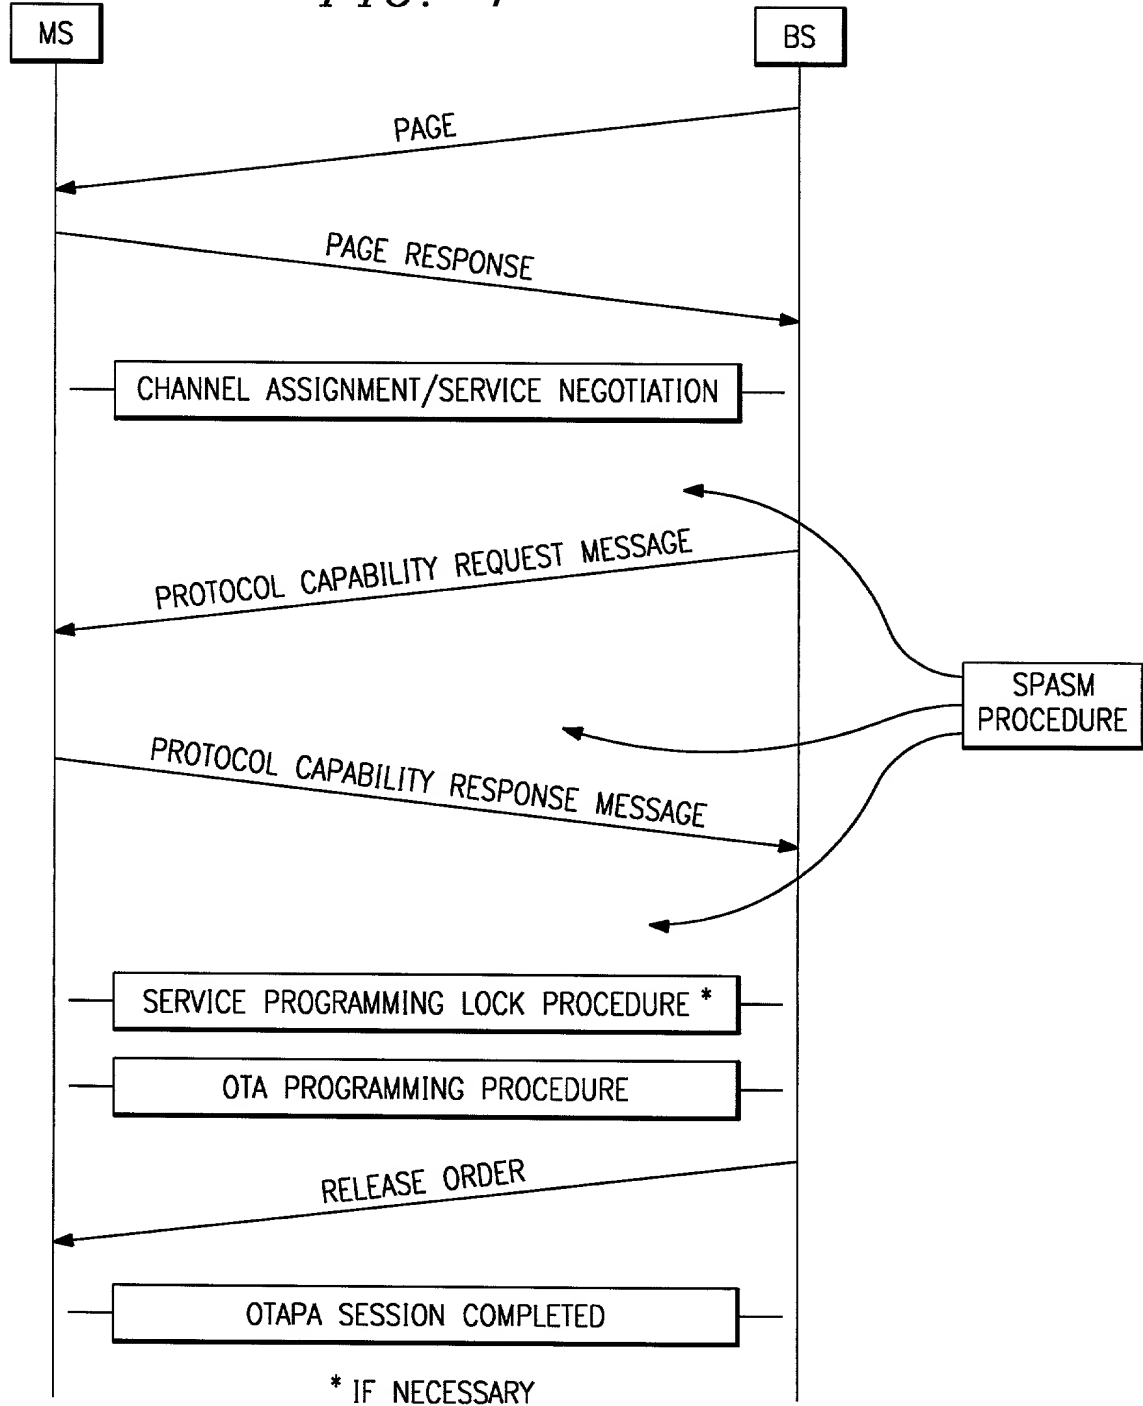 MS
BS
PAGE
PAGE RESPONSE
CHANNEL ASSIGNMENT/SERVICE NEGOTIATION
PROTOCOL CAPABILITY REQUEST MESSAGE
SPASM
PROCEDURE
PROTOCOL CAPABILITY RESPONSE MESSAGE
SERVICE PROGRAMMING LOCK PROCEDURE *
OTA PROGRAMMING PROCEDURE
RELEASE ORDER
OTAPA SESSION COMPLETED
* IF NECESSARY